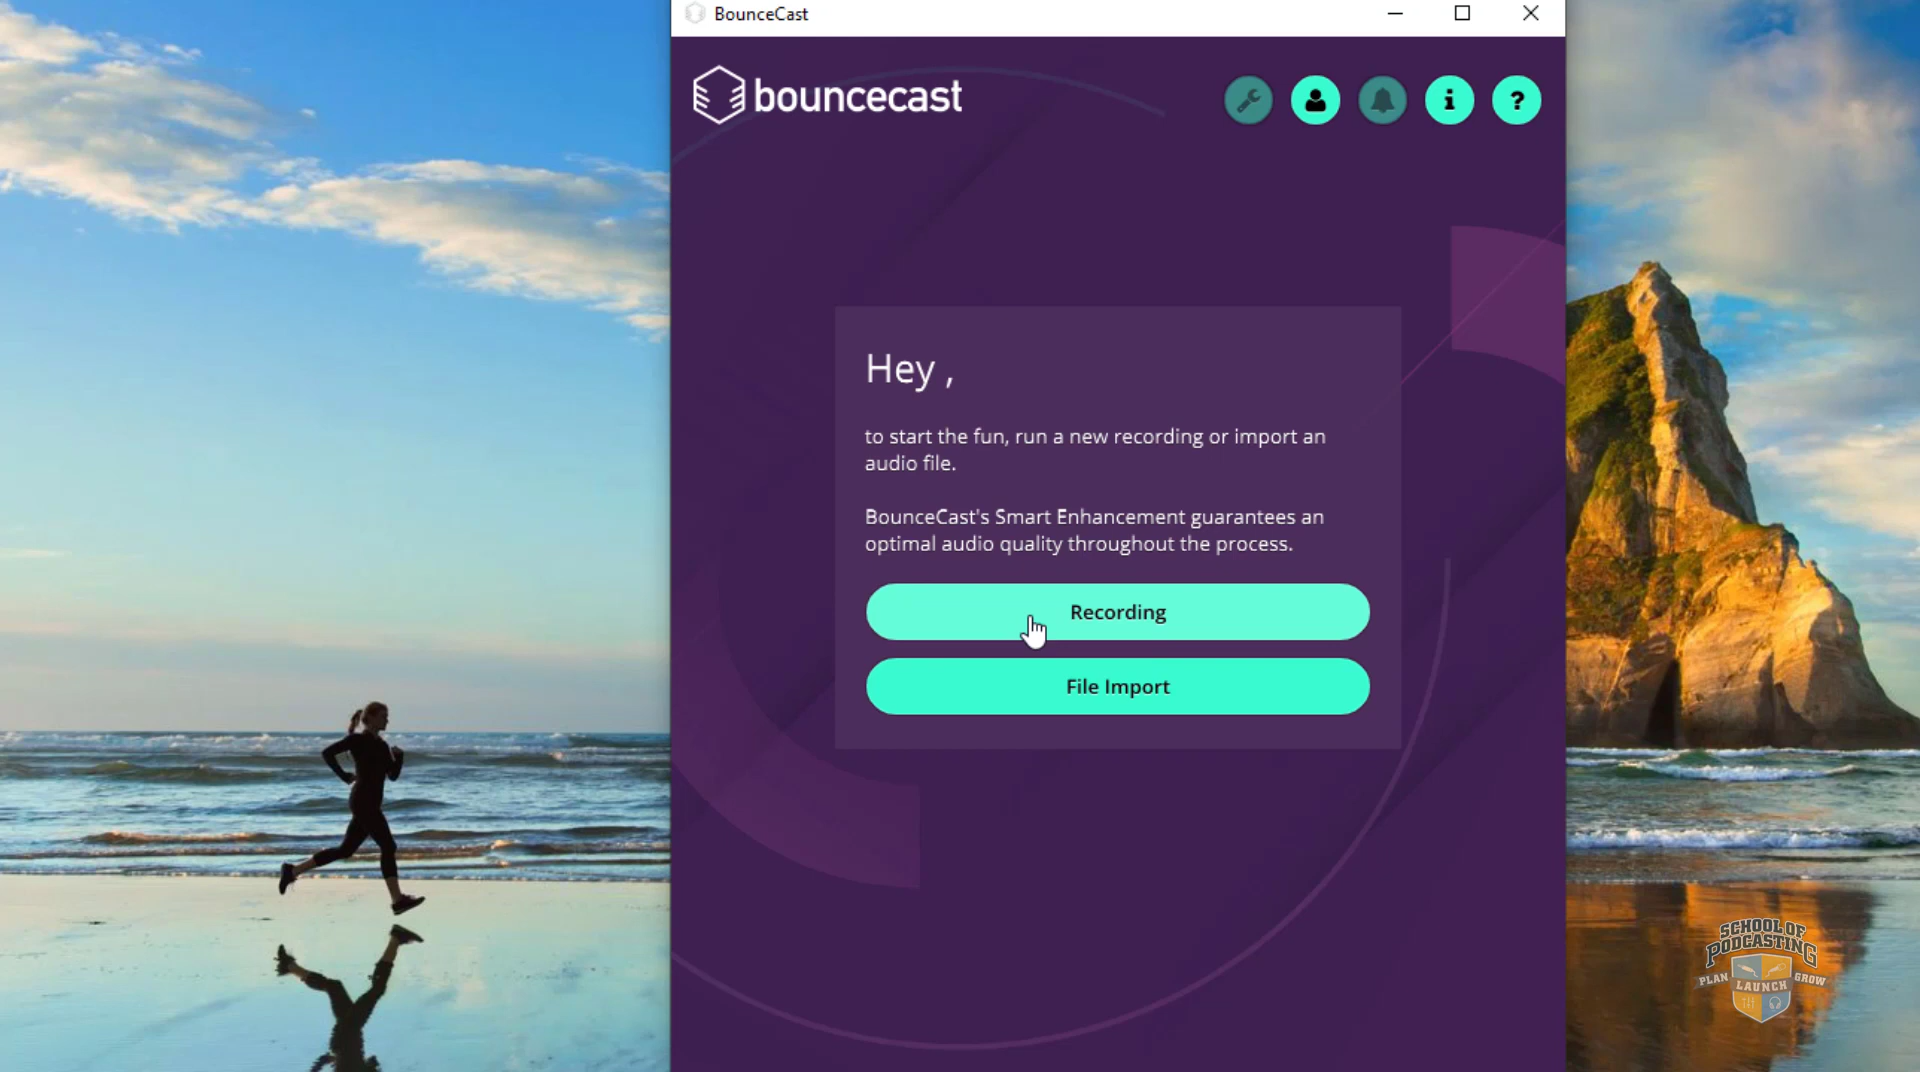 BounceCast
bouncecast
i
?
Hey ,
to start the fun, run a new recording or import an
audio file.
BounceCast's Smart Enhancement guarantees an
optimal audio quality throughout the process.
Recording
File Import
SCHOOL OF
PODCASTING
PLAN
LAUNCH
GROW